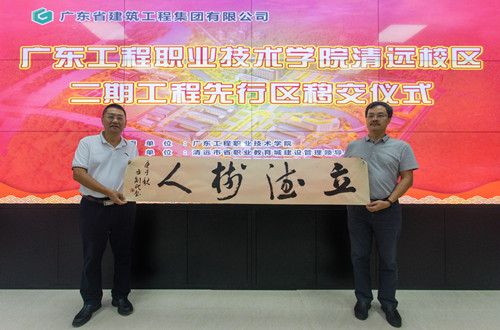 广东省建筑工程集团有限公司
广东工程职业技术学院清远校区
二期工程先行区移交仪式
单 位：广东工程职业技术学院
单 位：清远市省职业教育城建设管理领导
立德树人
庚子秋